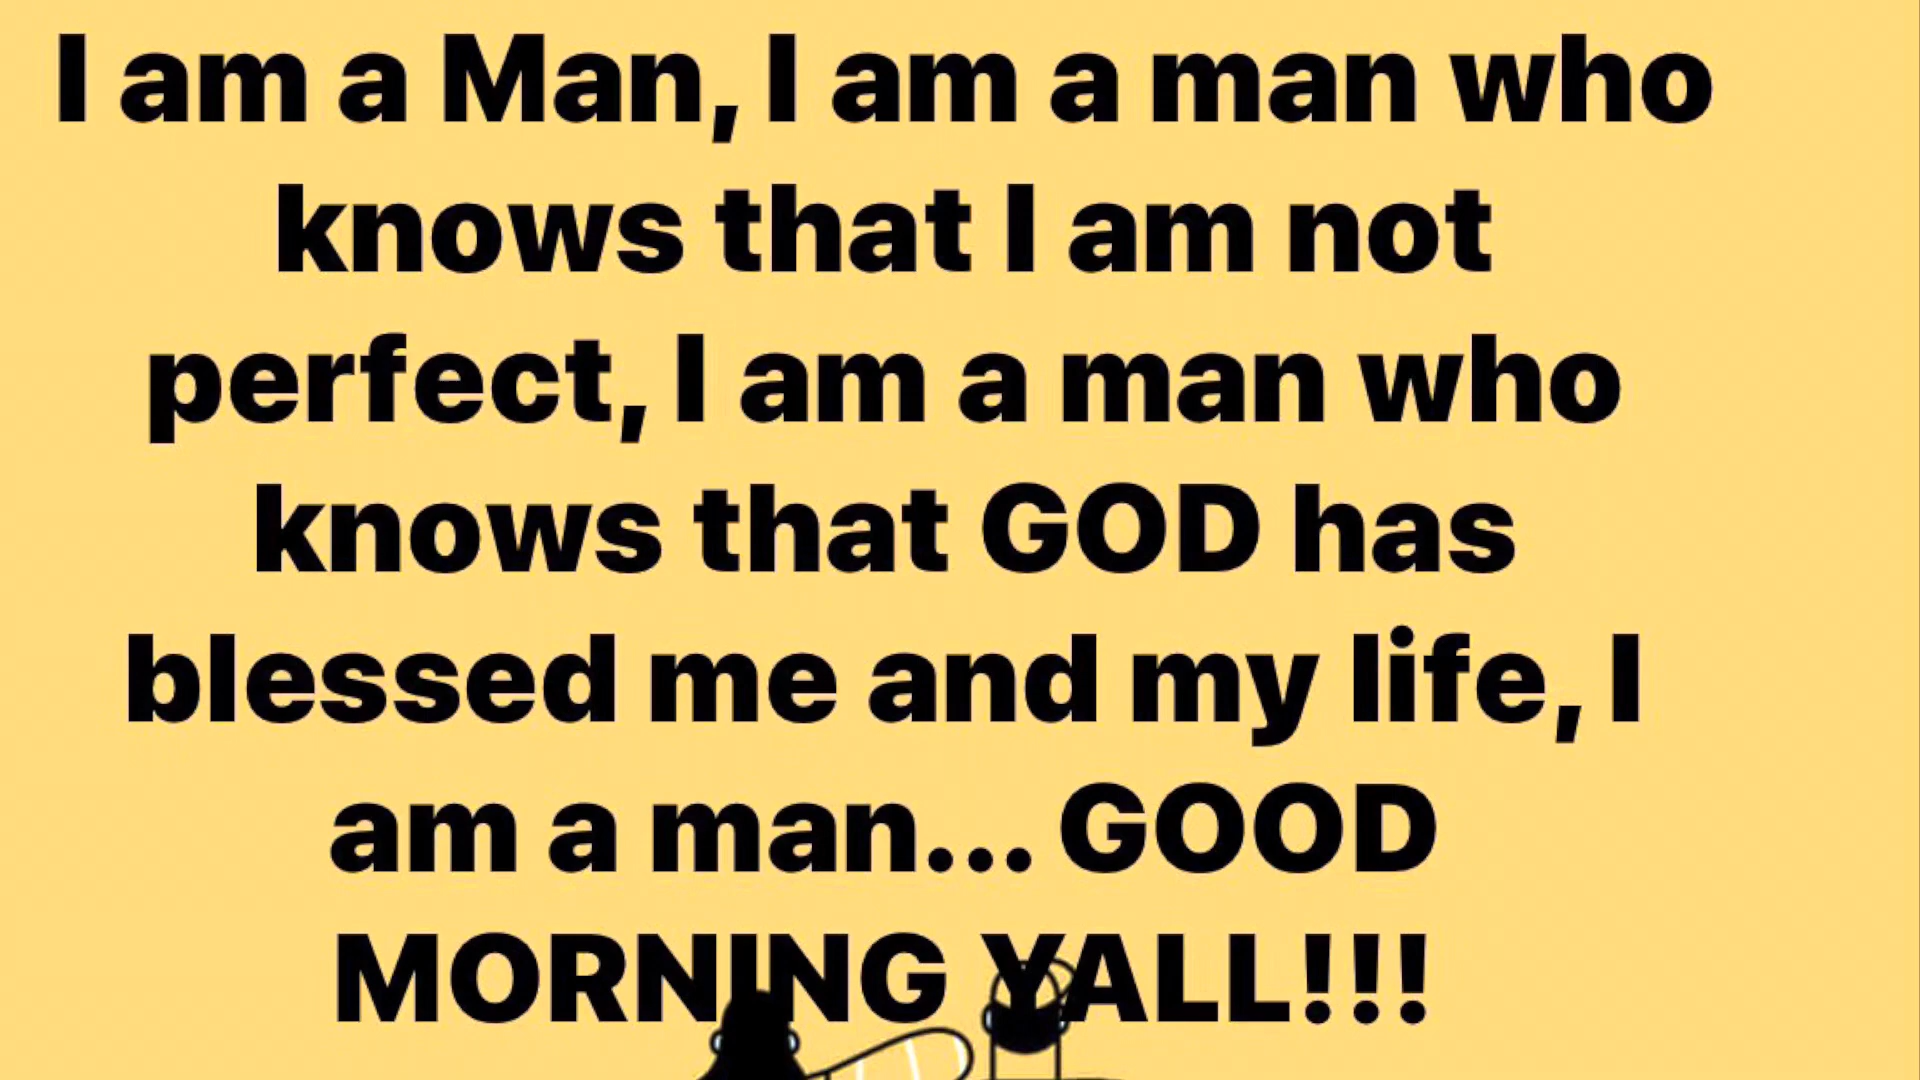 I am a Man, I am a man who
knows that I am not
perfect, I am a man who
knows that GOD has
blessed me and my life, I
am a man... GOOD
MORNING YALL!!!